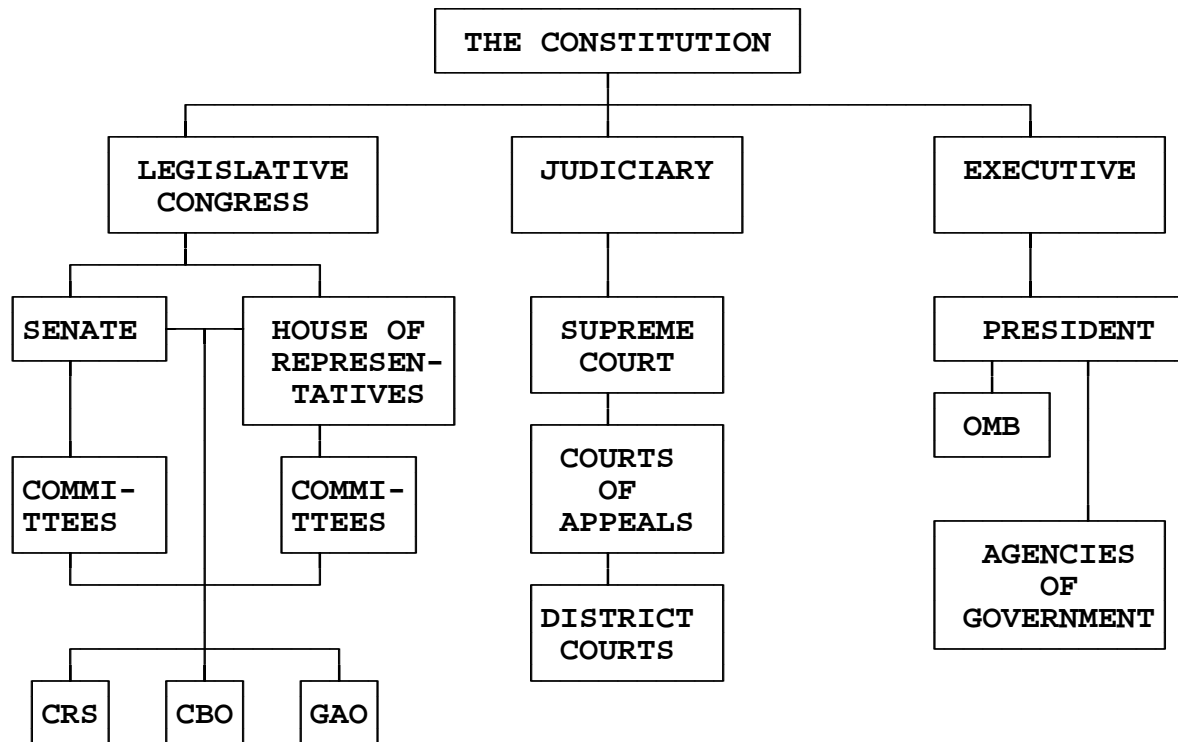 THE CONSTITUTION
LEGISLATIVE
CONGRESS
JUDICIARY
EXECUTIVE
SENATE
HOUSE OF
REPRESEN-
TATIVES
SUPREME
COURT
PRESIDENT
OMB
COMMI-
TTEES
COMMI-
TTEES
COURTS
OF
APPEALS
AGENCIES
OF
GOVERNMENT
DISTRICT
COURTS
CRS
CBO
GAO